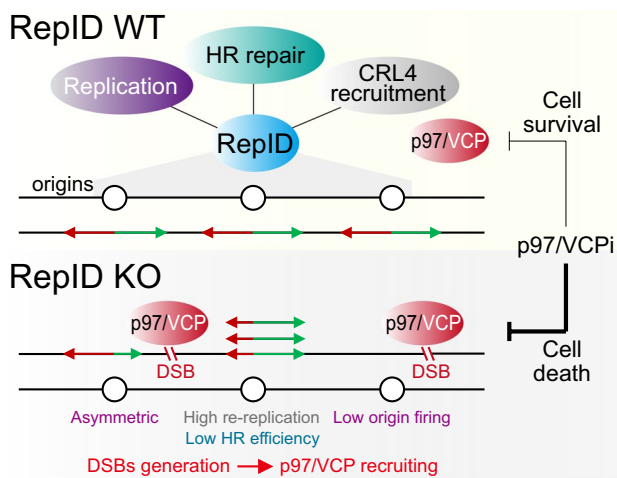 RepID WT
HR repair
Replication
CRL4
recruitment
RepID
p97/VCP
Cell
survival
origins
p97/VCPi
RepID KO
p97/VCP
p97/VCP
DSB
DSB
Cell
death
Asymmetric
High re-replication
Low origin firing
Low HR efficiency
DSBs generation
p97/VCP recruiting